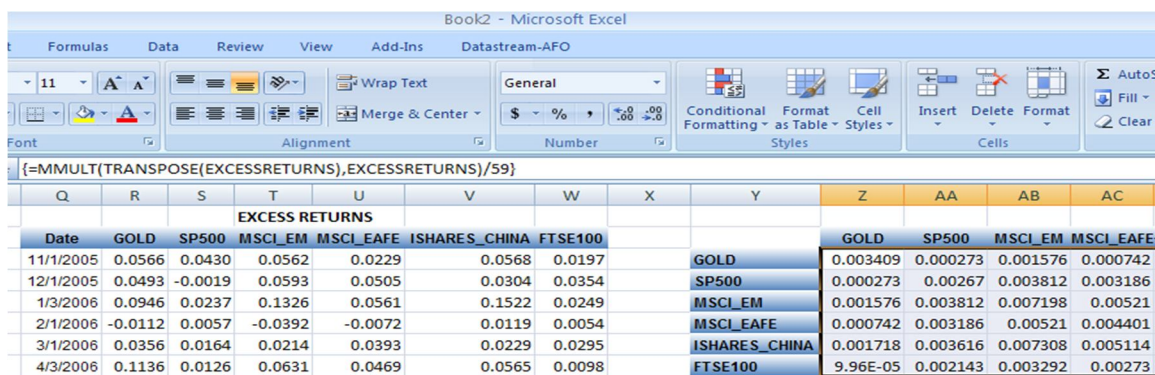 Book2 - Microsoft Excel
Formulas Data Review View Add-Ins Datastream-AFO
11 A A Wrap Text General Σ AutoS
Fill
A Merge & Center $ % , .00 Conditional Formatting as Table Format Cell Styles Insert Delete Format Clear
Font Alignment Number Styles Cells
{=MMULT(TRANSPOSE(EXCESSRETURNS),EXCESSRETURNS)/59}
Q R S T U V W X Y Z AA AB AC
EXCESS RETURNS
Date GOLD SP500 MSCI_EM MSCI_EAFE ISHARES_CHINA FTSE100 GOLD SP500 MSCI_EM MSCI_EAFE
11/1/2005 0.0566 0.0430 0.0562 0.0229 0.0568 0.0197 GOLD 0.003409 0.000273 0.001576 0.000742
12/1/2005 0.0493 -0.0019 0.0593 0.0505 0.0304 0.0354 SP500 0.000273 0.00267 0.003812 0.003186
1/3/2006 0.0946 0.0237 0.1326 0.0561 0.1522 0.0249 MSCI_EM 0.001576 0.003812 0.007198 0.00521
2/1/2006 -0.0112 0.0057 -0.0392 -0.0072 0.0119 0.0054 MSCI_EAFE 0.000742 0.003186 0.00521 0.004401
3/1/2006 0.0356 0.0164 0.0214 0.0393 0.0229 0.0295 ISHARES_CHINA 0.001718 0.003616 0.007308 0.005114
4/3/2006 0.1136 0.0126 0.0631 0.0469 0.0565 0.0098 FTSE100 9.96E-05 0.002143 0.003292 0.00273